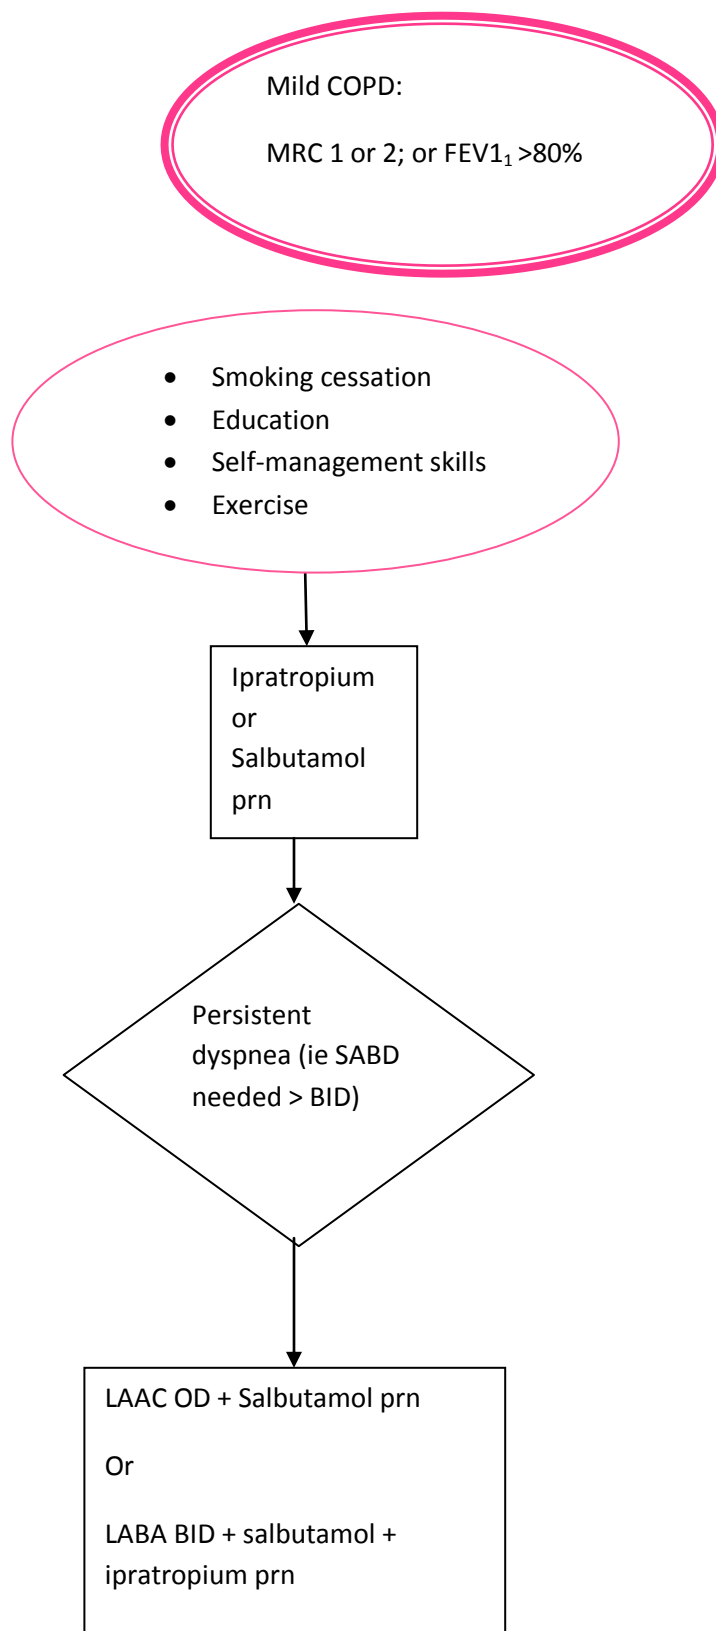 Mild COPD:
MRC 1 or 2; or FEV1₁ >80%
• Smoking cessation
• Education
• Self-management skills
• Exercise
Ipratropium
or
Salbutamol
prn
Persistent
dyspnea (ie SABD
needed > BID)
LAAC OD + Salbutamol prn
Or
LABA BID + salbutamol +
ipratropium prn